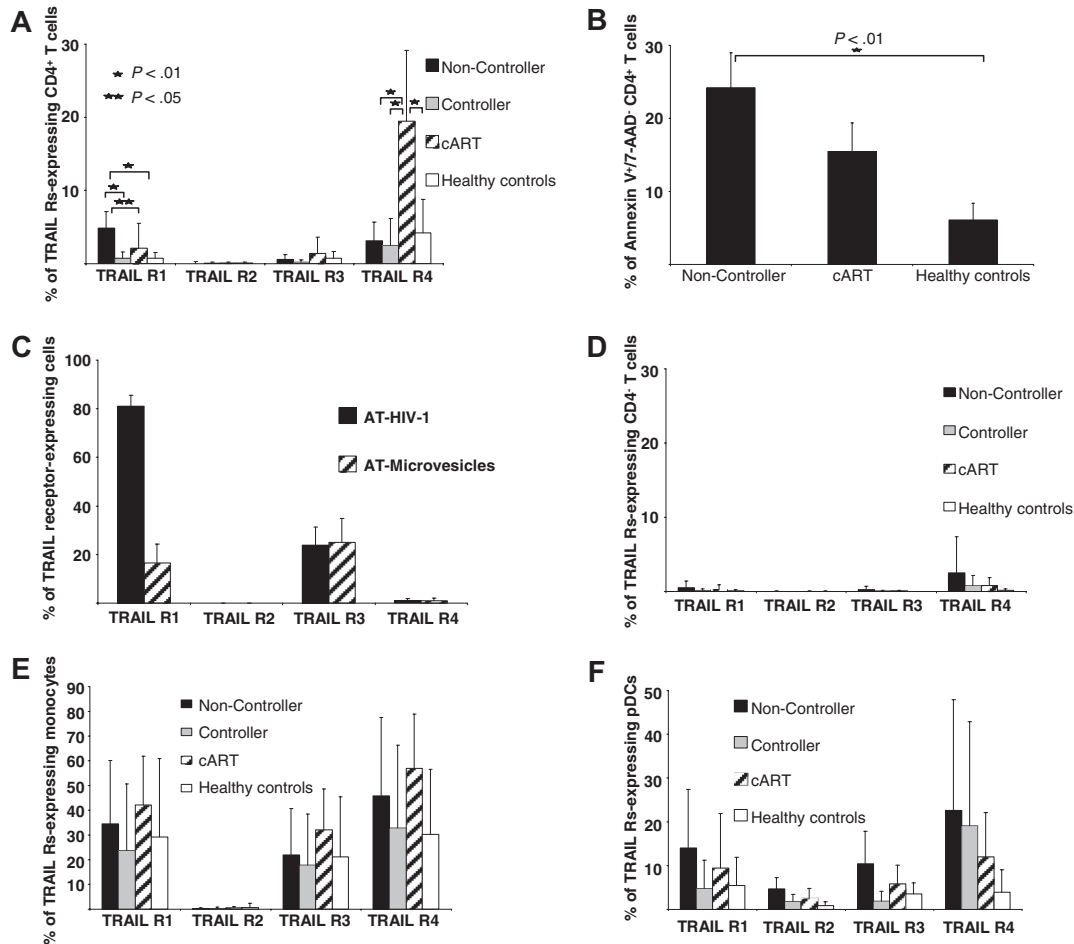 A
% of TRAIL Rs-expressing CD4⁺ T cells
30
20
10
★ P < .01
★★ P < .05
Non-Controller
Controller
cART
Healthy controls
★
★
★★
★
★
★
TRAIL R1
TRAIL R2
TRAIL R3
TRAIL R4
B
% of Annexin V⁺/7-AAD⁻ CD4⁺ T cells
30
20
10
P < .01
★
Non-Controller
cART
Healthy controls
C
% of TRAIL receptor-expressing cells
100
80
60
40
20
AT-HIV-1
AT-Microvesicles
TRAIL R1
TRAIL R2
TRAIL R3
TRAIL R4
D
% of TRAIL Rs-expressing CD4⁻ T cells
30
20
10
Non-Controller
Controller
cART
Healthy controls
TRAIL R1
TRAIL R2
TRAIL R3
TRAIL R4
E
% of TRAIL Rs-expressing monocytes
90
80
70
60
50
40
30
20
10
Non-Controller
Controller
cART
Healthy controls
TRAIL R1
TRAIL R2
TRAIL R3
TRAIL R4
F
% of TRAIL Rs-expressing pDCs
50
40
30
20
10
Non-Controller
Controller
cART
Healthy controls
TRAIL R1
TRAIL R2
TRAIL R3
TRAIL R4